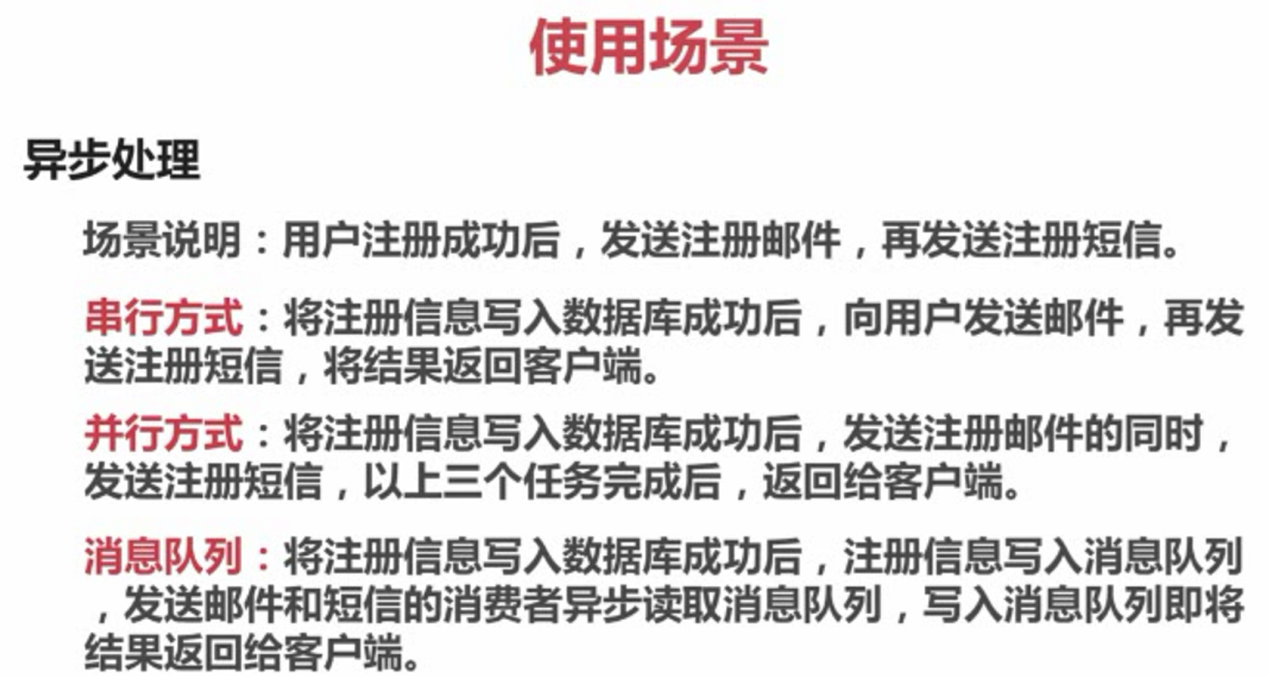 使用场景
异步处理
场景说明：用户注册成功后，发送注册邮件，再发送注册短信。
串行方式：将注册信息写入数据库成功后，向用户发送邮件，再发
送注册短信，将结果返回客户端。
并行方式：将注册信息写入数据库成功后，发送注册邮件的同时，
发送注册短信，以上三个任务完成后，返回给客户端。
消息队列：将注册信息写入数据库成功后，注册信息写入消息队列
，发送邮件和短信的消费者异步读取消息队列，写入消息队列即将
结果返回给客户端。